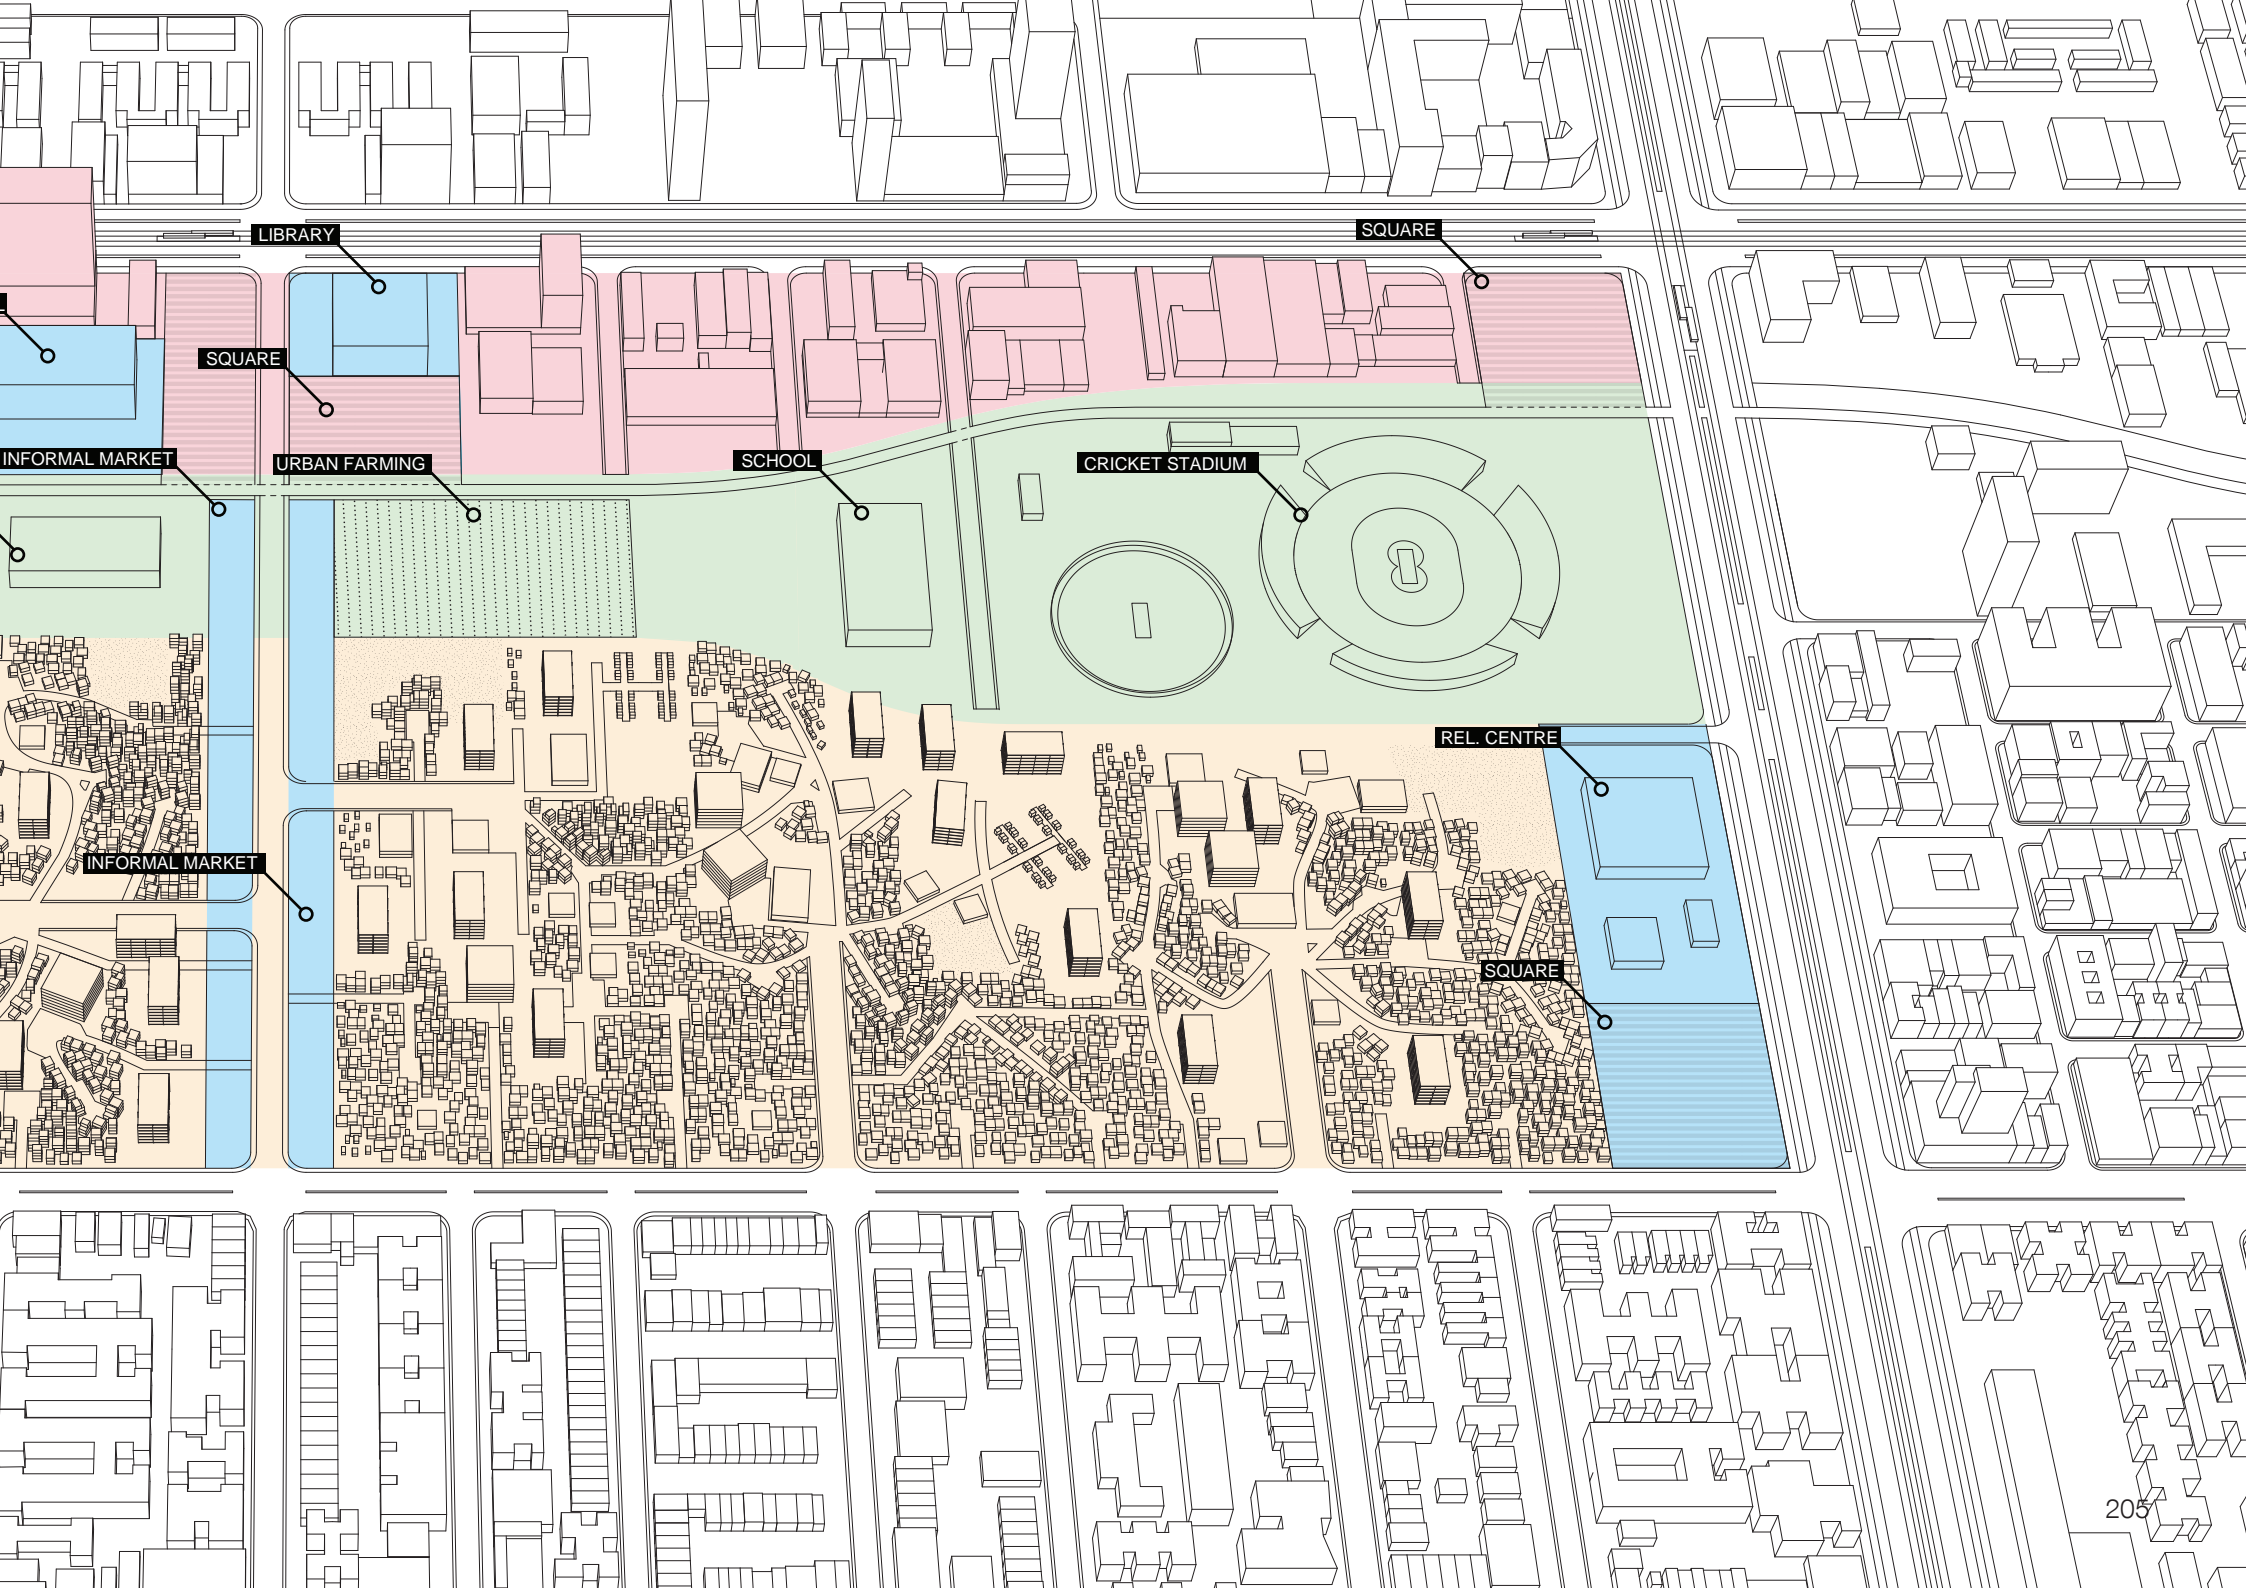 LIBRARY
SQUARE
SQUARE
INFORMAL MARKET
URBAN FARMING
SCHOOL
CRICKET STADIUM
REL. CENTRE
INFORMAL MARKET
SQUARE
205